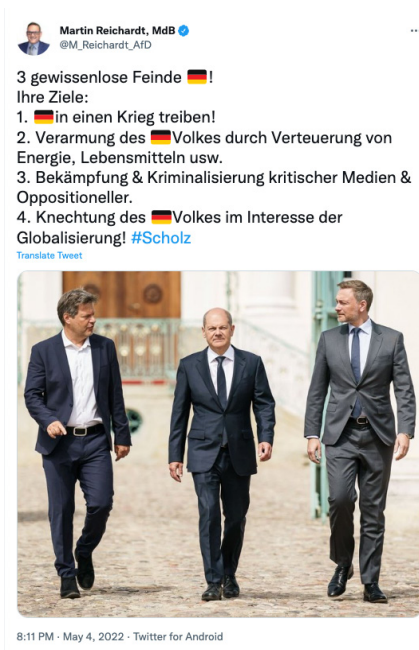 Martin Reichardt, MdB
@M_Reichardt_AfD
3 gewissenlose Feinde 🇩🇪!
Ihre Ziele:
1. 🇩🇪in einen Krieg treiben!
2. Verarmung des 🇩🇪Volkes durch Verteuerung von
Energie, Lebensmitteln usw.
3. Bekämpfung & Kriminalisierung kritischer Medien &
Oppositioneller.
4. Knechtung des 🇩🇪Volkes im Interesse der
Globalisierung! #Scholz
Translate Tweet
8:11 PM · May 4, 2022 · Twitter for Android